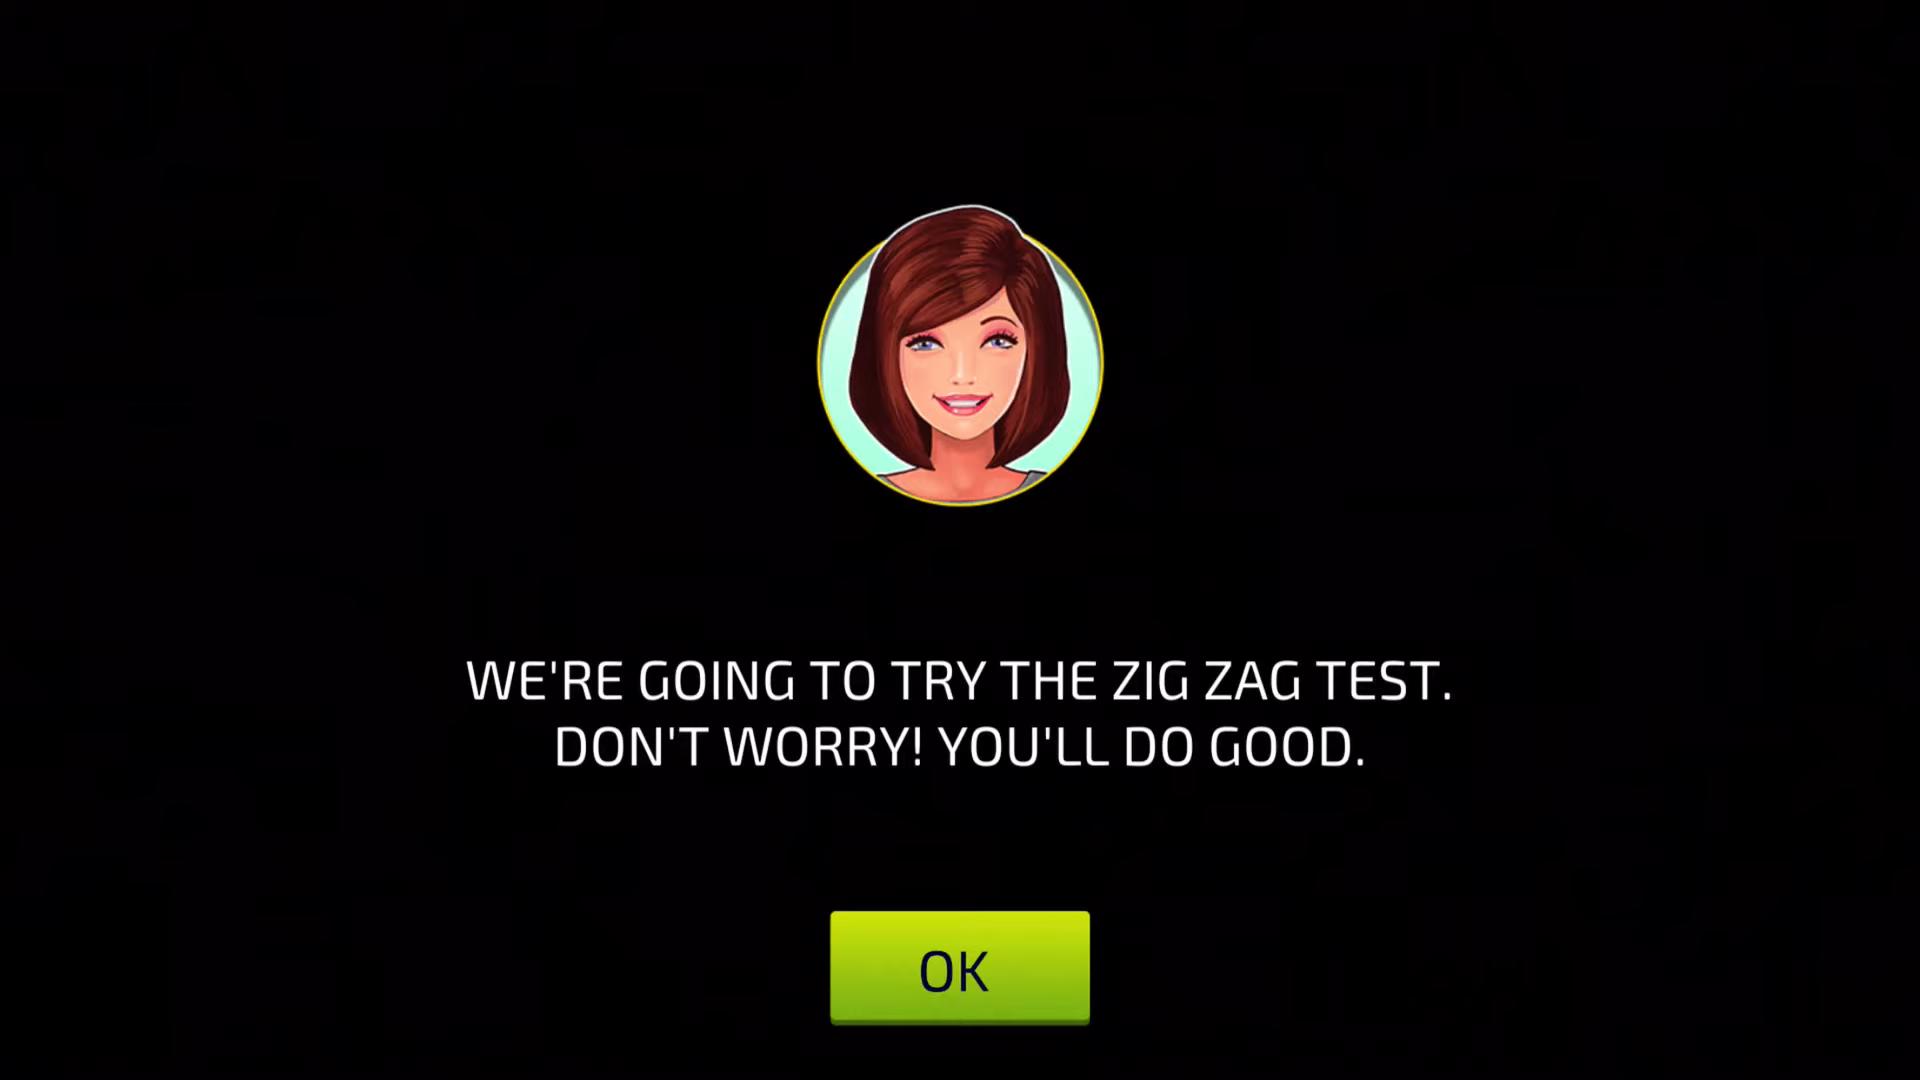 WE'RE GOING TO TRY THE ZIG ZAG TEST.
DON'T WORRY! YOU'LL DO GOOD.
OK